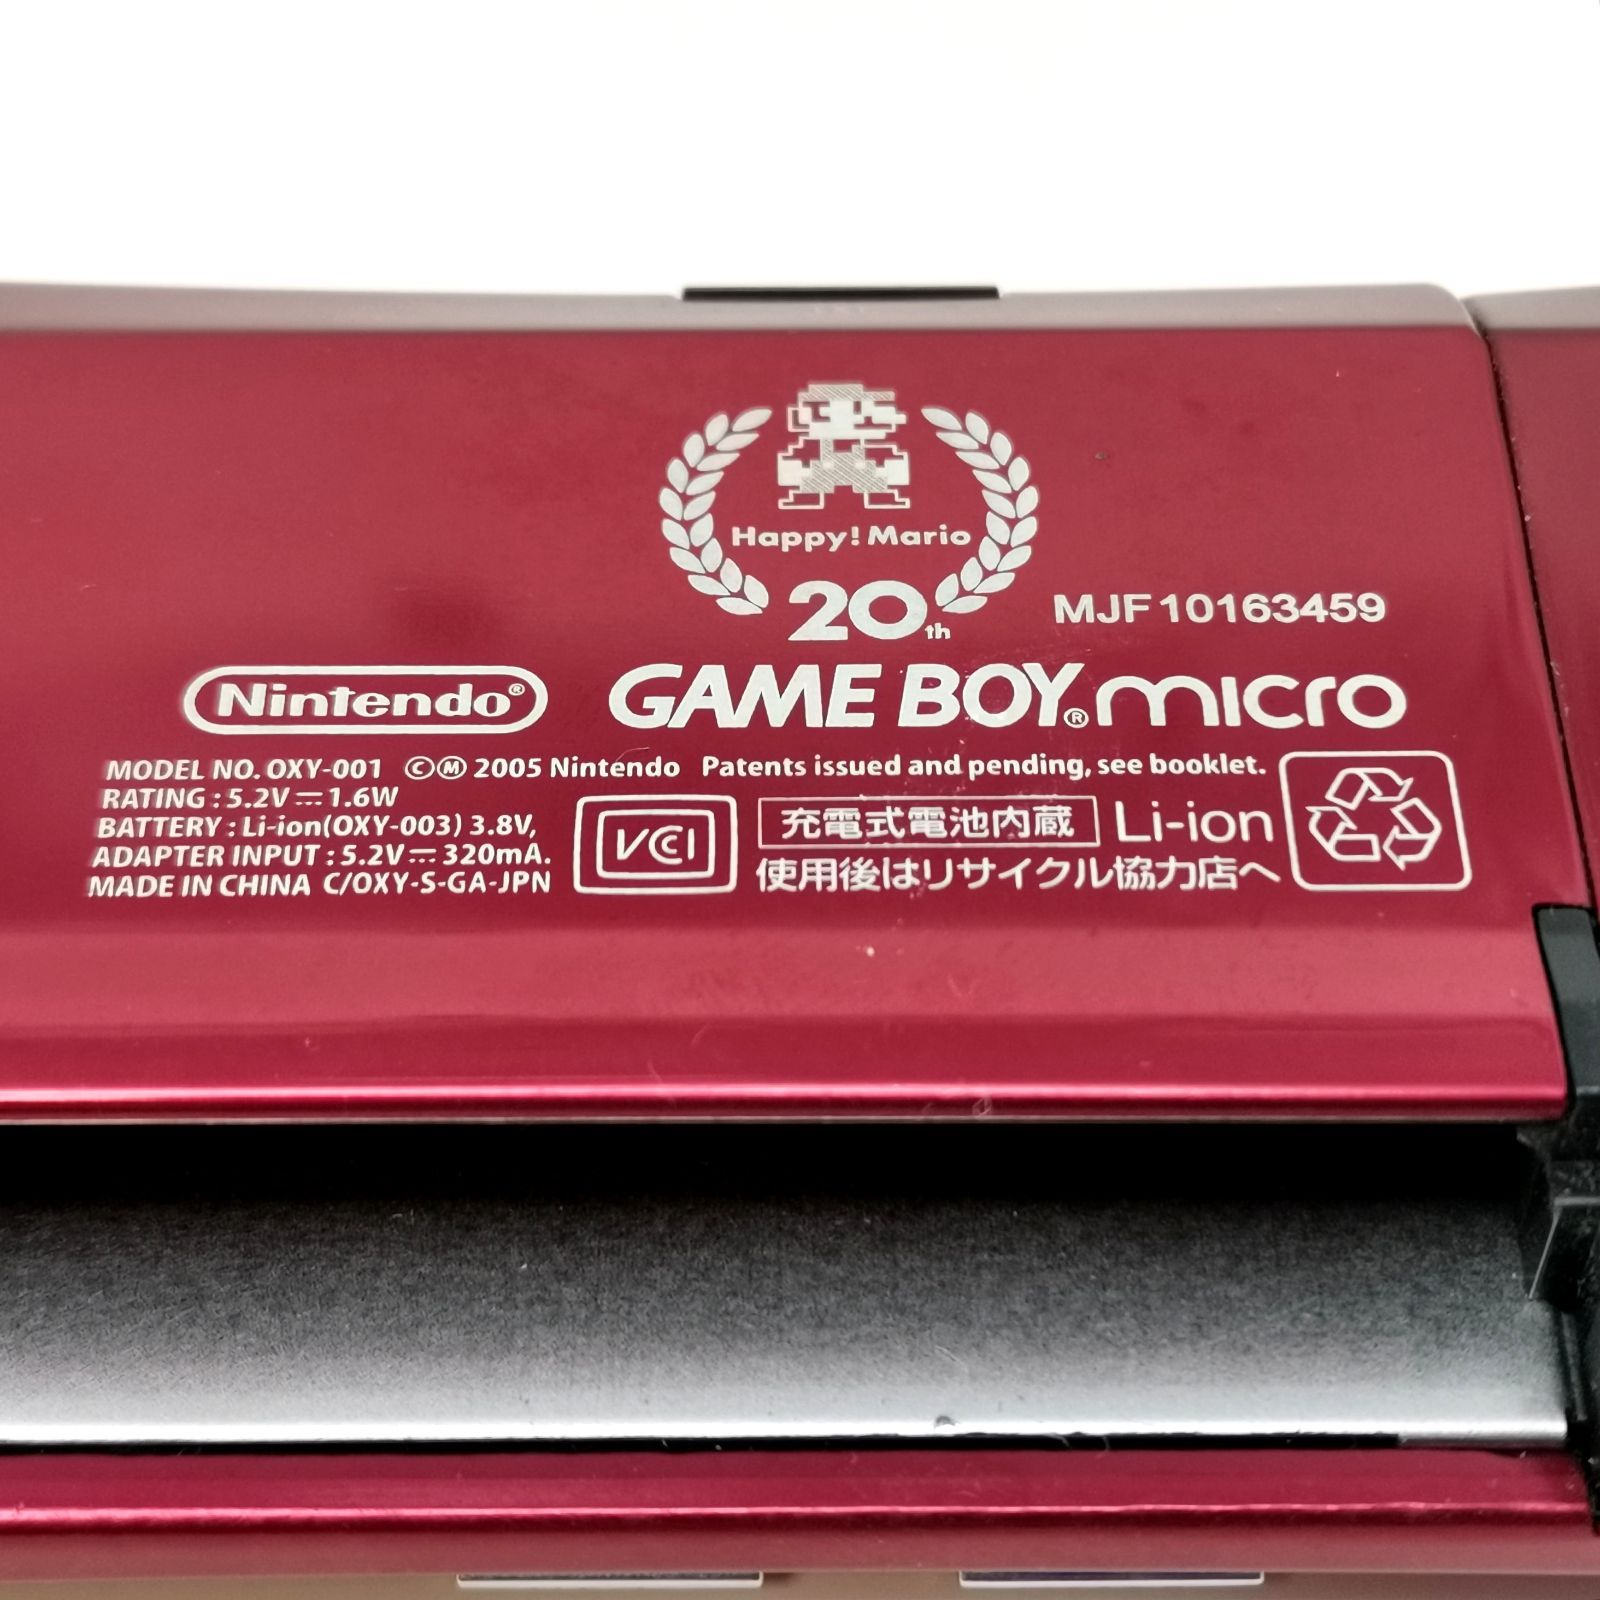 Happy! Mario
20th
MJF10163459
Nintendo®
GAME BOY® micro
MODEL NO. OXY-001 ©Ⓜ 2005 Nintendo Patents issued and pending, see booklet.
RATING : 5.2V⎓1.6W
BATTERY : Li-ion(OXY-003) 3.8V,
ADAPTER INPUT : 5.2V⎓320mA.
MADE IN CHINA C/OXY-S-GA-JPN
VCCI
充電式電池内蔵 Li-ion
使用後はリサイクル協力店へ